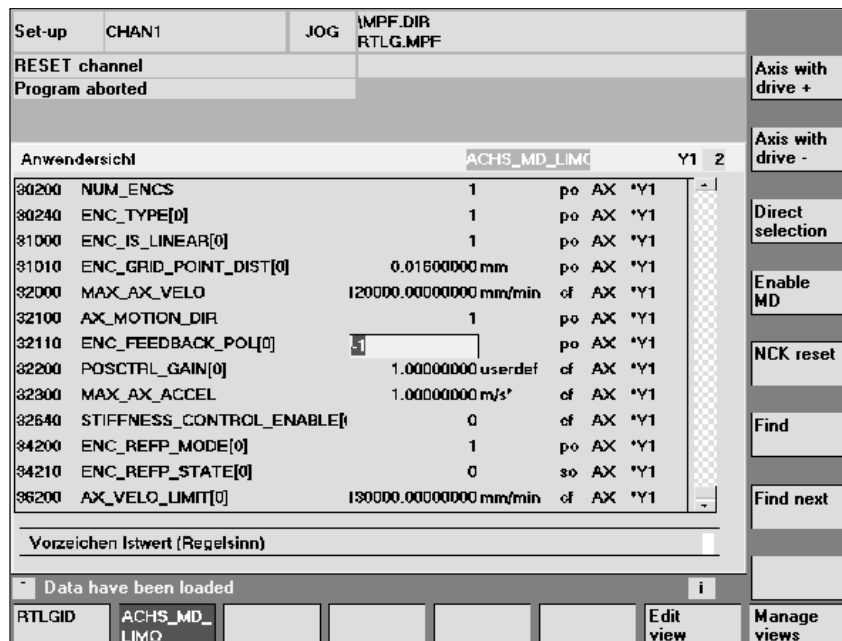 Set-up CHAN1 JOG \MPF.DIR
RTLG.MPF
RESET channel
Program aborted
Axis with
drive +
Anwendersicht ACHS_MD_LIMO Y1 2
Axis with
drive -
30200 NUM_ENCS 1 po AX *Y1
30240 ENC_TYPE[0] 1 po AX *Y1
31000 ENC_IS_LINEAR[0] 1 po AX *Y1
31010 ENC_GRID_POINT_DIST[0] 0.01600000 mm po AX *Y1
32000 MAX_AX_VELO 120000.00000000 mm/min cf AX *Y1
32100 AX_MOTION_DIR 1 po AX *Y1
32110 ENC_FEEDBACK_POL[0] -1 po AX *Y1
32200 POSCTRL_GAIN[0] 1.00000000 userdef cf AX *Y1
32300 MAX_AX_ACCEL 1.00000000 m/s² cf AX *Y1
32640 STIFFNESS_CONTROL_ENABLE[0 0 cf AX *Y1
34200 ENC_REFP_MODE[0] 1 po AX *Y1
34210 ENC_REFP_STATE[0] 0 so AX *Y1
36200 AX_VELO_LIMIT[0] 130000.00000000 mm/min cf AX *Y1
Direct
selection
Enable
MD
NCK reset
Find
Find next
Vorzeichen Istwert (Regelsinn)
Data have been loaded i
RTLGID
ACHS_MD_
LIMO
Edit
view
Manage
views